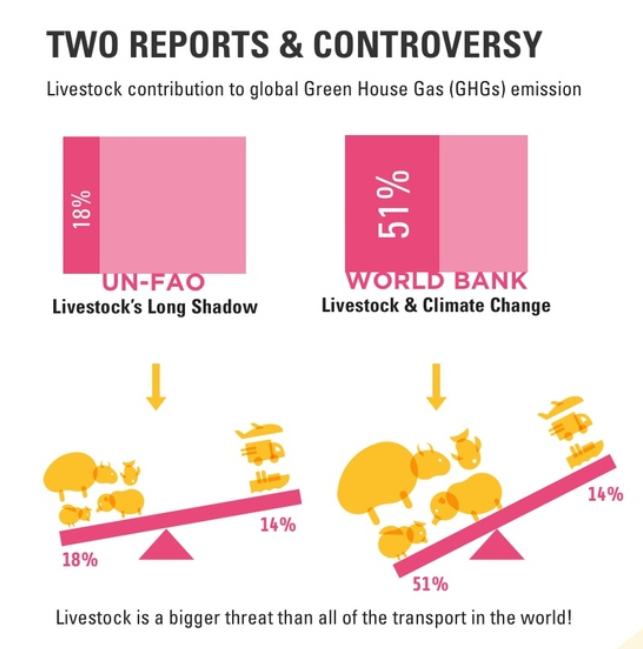 TWO REPORTS & CONTROVERSY
Livestock contribution to global Green House Gas (GHGs) emission
18%
51%
UN-FAO
Livestock's Long Shadow
WORLD BANK
Livestock & Climate Change
14%
18%
14%
51%
Livestock is a bigger threat than all of the transport in the world!